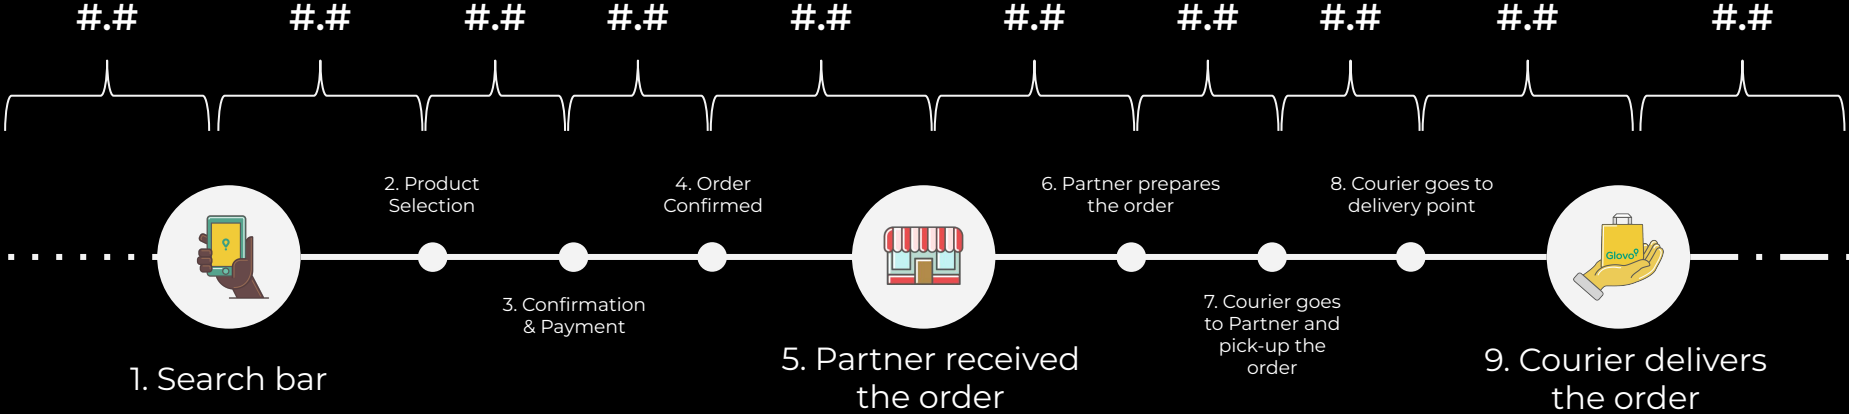 #.# #.# #.# #.# #.# #.# #.# #.# #.# #.#
1. Search bar
2. Product
Selection
3. Confirmation
& Payment
4. Order
Confirmed
5. Partner received
the order
6. Partner prepares
the order
7. Courier goes
to Partner and
pick-up the
order
8. Courier goes to
delivery point
Glovo
9. Courier delivers
the order